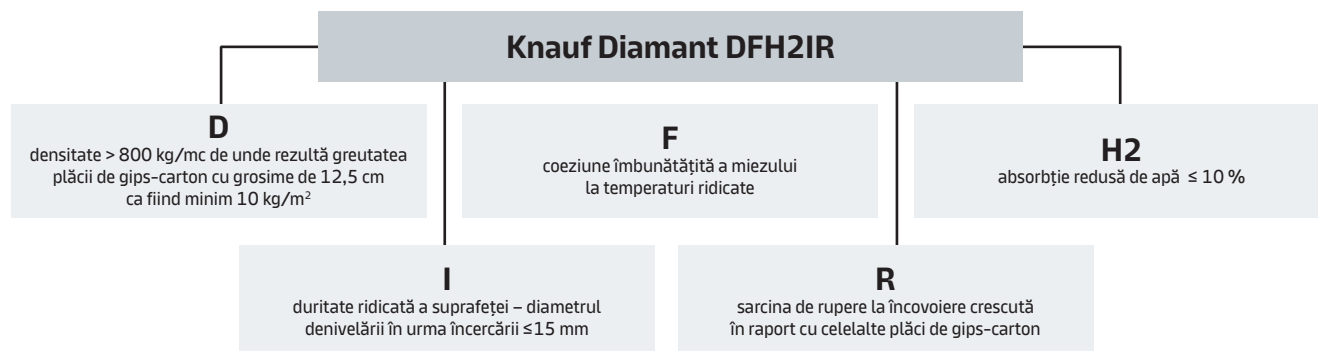 Knauf Diamant DFH2IR
D
densitate > 800 kg/mc de unde rezultă greutatea
plăcii de gips-carton cu grosime de 12,5 cm
ca fiind minim 10 kg/m²
F
coeziune îmbunătățită a miezului
la temperaturi ridicate
H2
absorbție redusă de apă ≤ 10 %
I
duritate ridicată a suprafeței – diametrul
denivelării în urma încercării ≤15 mm
R
sarcina de rupere la încovoiere crescută
în raport cu celelalte plăci de gips-carton